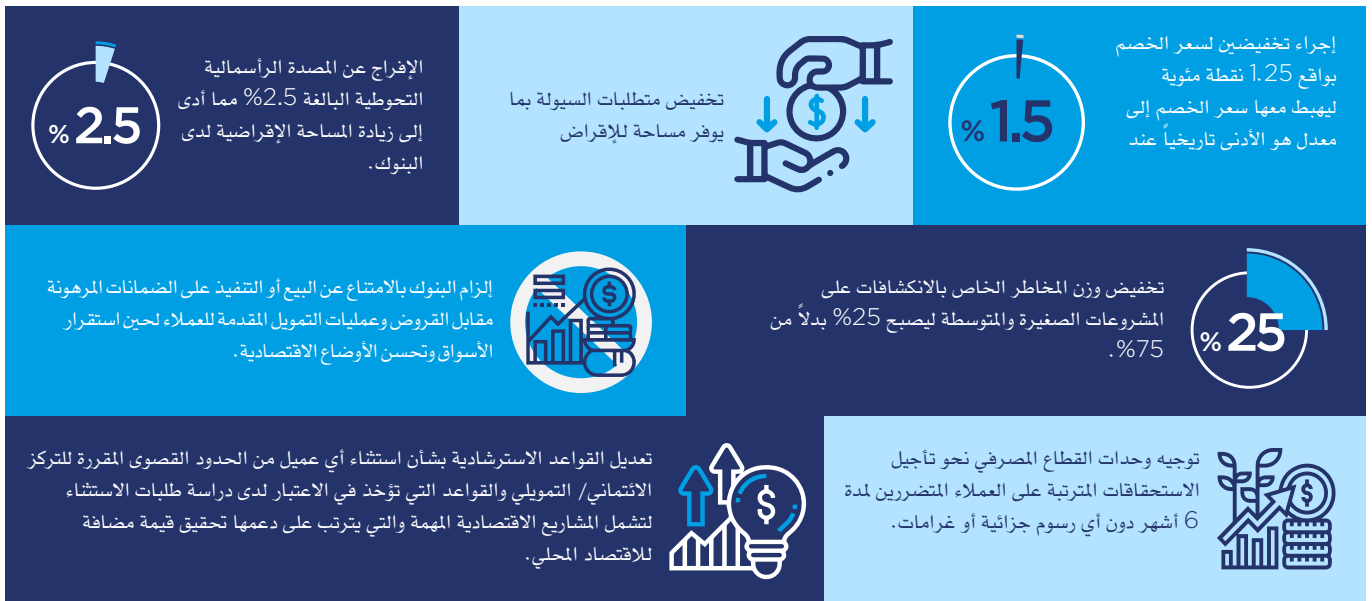 إجراء تخفيضين لسعر الخصم
بواقع 1.25 نقطة مئوية
ليهبط معها سعر الخصم إلى
معدل هو الأدنى تاريخياً عند
% 1.5
تخفيض متطلبات السيولة بما
يوفر مساحة للإقراض
الإفراج عن المصدة الرأسمالية
التحوطية البالغة 2.5% مما أدى
إلى زيادة المساحة الإقراضية لدى
البنوك.
% 2.5
% 25
تخفيض وزن المخاطر الخاص بالانكشافات على
المشروعات الصغيرة والمتوسطة ليصبح 25% بدلاً من
75%.
إلزام البنوك بالامتناع عن البيع أو التنفيذ على الضمانات المرهونة
مقابل القروض وعمليات التمويل المقدمة للعملاء لحين استقرار
الأسواق وتحسن الأوضاع الاقتصادية.
توجيه وحدات القطاع المصرفي نحو تأجيل
الاستحقاقات المترتبة على العملاء المتضررين لمدة
6 أشهر دون أي رسوم جزائية أو غرامات.
تعديل القواعد الاسترشادية بشأن استثناء أي عميل من الحدود القصوى المقررة للتركز
الائتماني/ التمويلي والقواعد التي تؤخذ في الاعتبار لدى دراسة طلبات الاستثناء
لتشمل المشاريع الاقتصادية المهمة والتي يترتب على دعمها تحقيق قيمة مضافة
للاقتصاد المحلي.